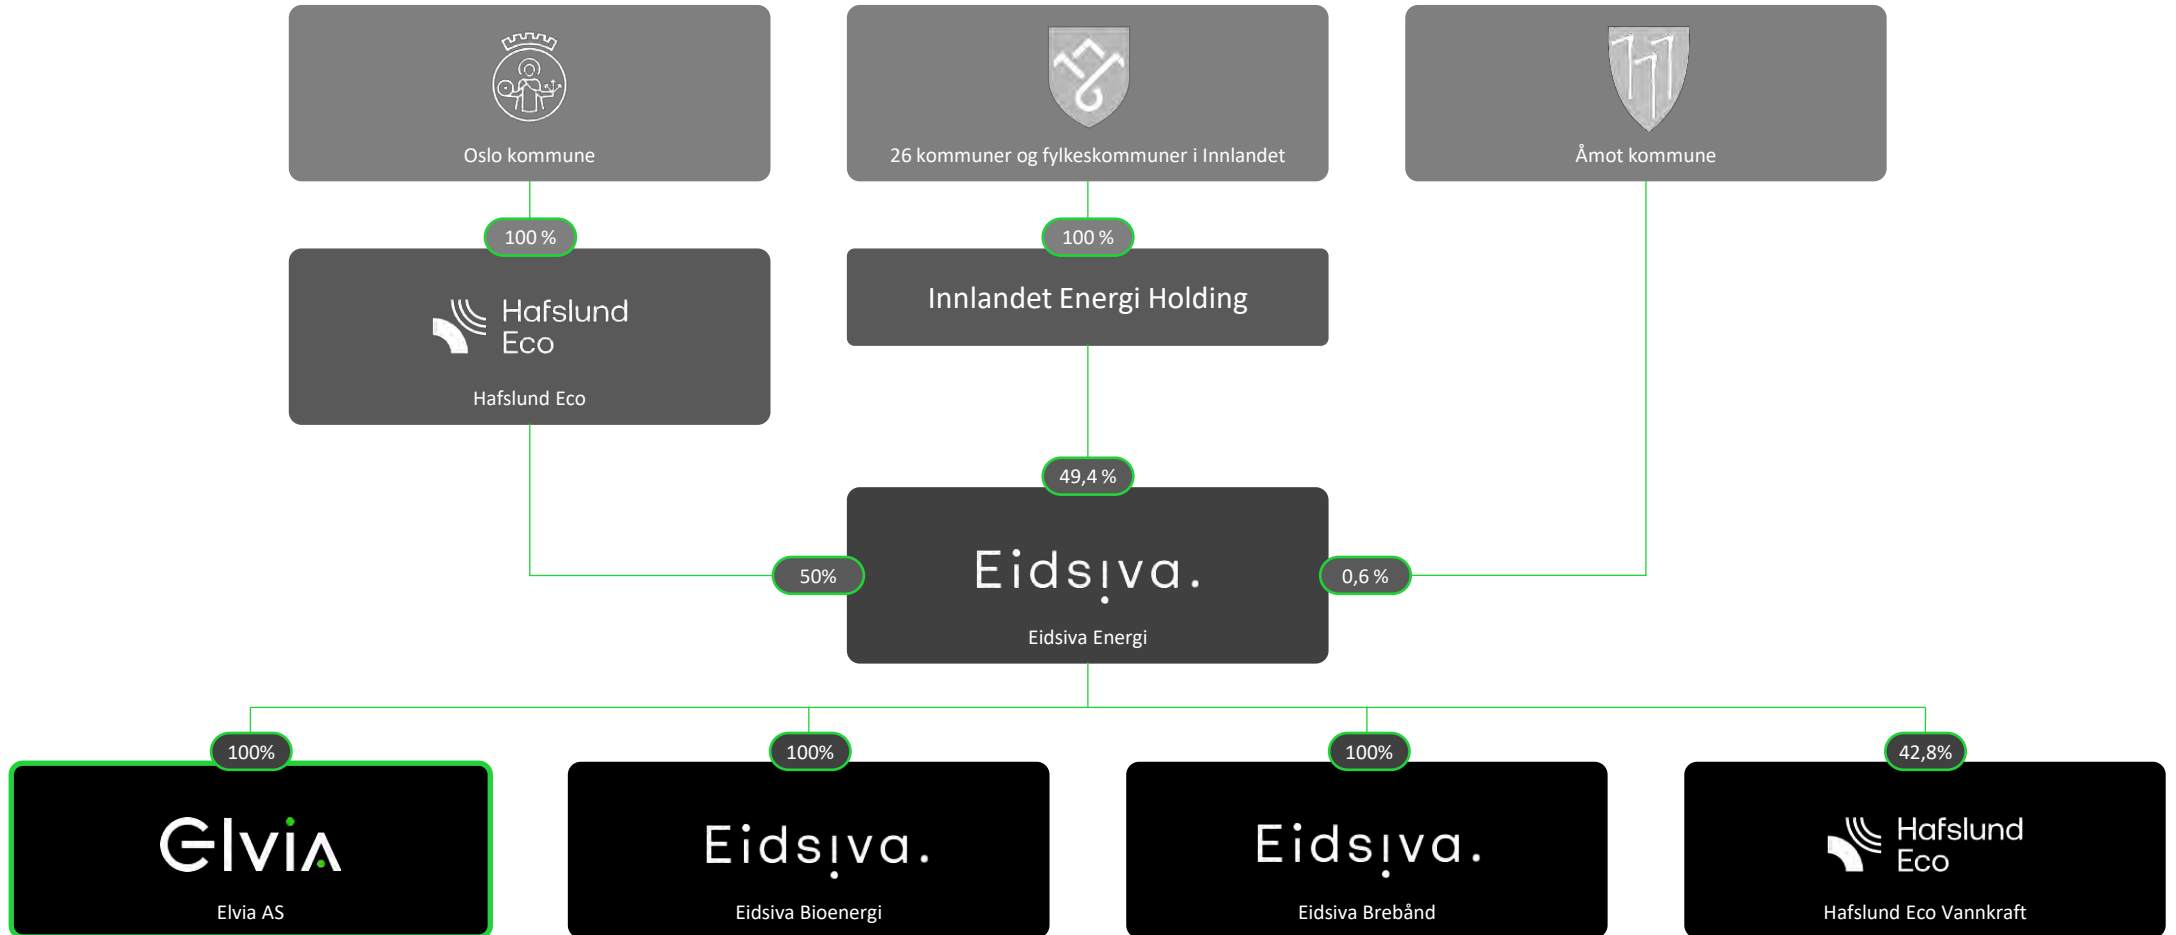 Oslo kommune
26 kommuner og fylkeskommuner i Innlandet
Åmot kommune
100 %
100 %
Hafslund
Eco
Hafslund Eco
Innlandet Energi Holding
49,4 %
50%
Eidsiva.
Eidsiva Energi
0,6 %
100%
100%
100%
42,8%
Elvia
Elvia AS
Eidsiva.
Eidsiva Bioenergi
Eidsiva.
Eidsiva Brebånd
Hafslund
Eco
Hafslund Eco Vannkraft